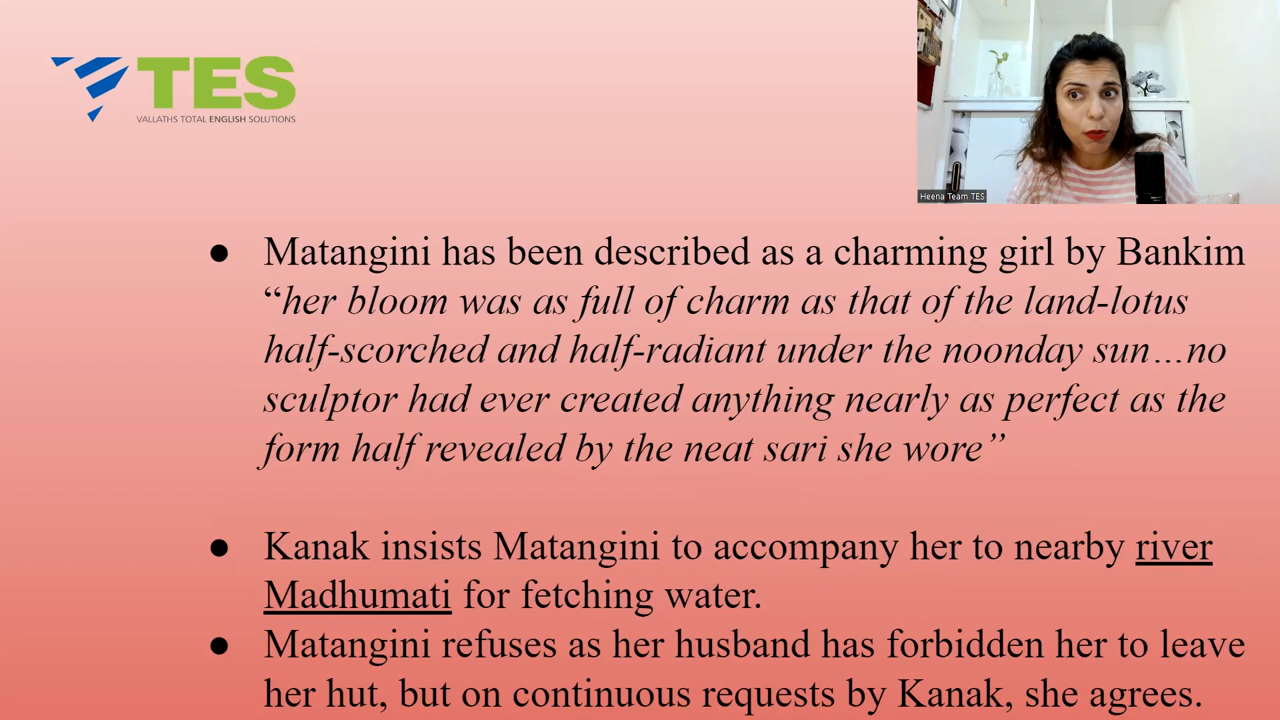 TES
VALLATHS TOTAL ENGLISH SOLUTIONS
Heena Team TES
● Matangini has been described as a charming girl by Bankim
“her bloom was as full of charm as that of the land-lotus
half-scorched and half-radiant under the noonday sun…no
sculptor had ever created anything nearly as perfect as the
form half revealed by the neat sari she wore”
● Kanak insists Matangini to accompany her to nearby river
Madhumati for fetching water.
● Matangini refuses as her husband has forbidden her to leave
her hut, but on continuous requests by Kanak, she agrees.